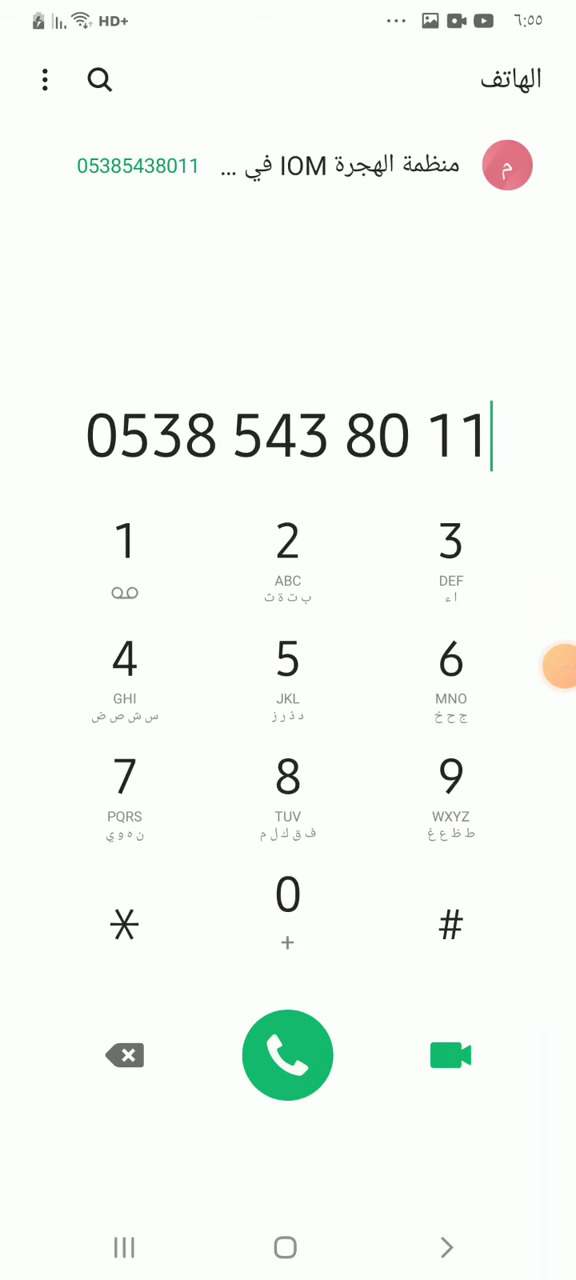 HD+ ٦:٥٥
الهاتف
م منظمة الهجرة IOM في ... 05385438011
0538 543 80 11
1 2 3
ABC DEF
ب ت ة ث ا ء
4 5 6
GHI JKL MNO
س ش ص ض د ذ ر ز ج ح خ
7 8 9
PQRS TUV WXYZ
ن ه و ي ف ق ك ل م ط ظ ع غ
* 0 #
+